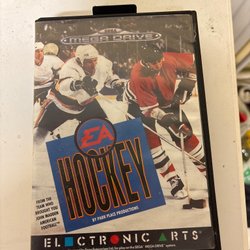 MEGA DRIVE
EA
HOCKEY
BY PARK PLACE PRODUCTIONS
FROM THE
TEAM WHO
BROUGHT YOU
JOHN MADDEN
AMERICAN
FOOTBALL
ELECTRONIC ARTS